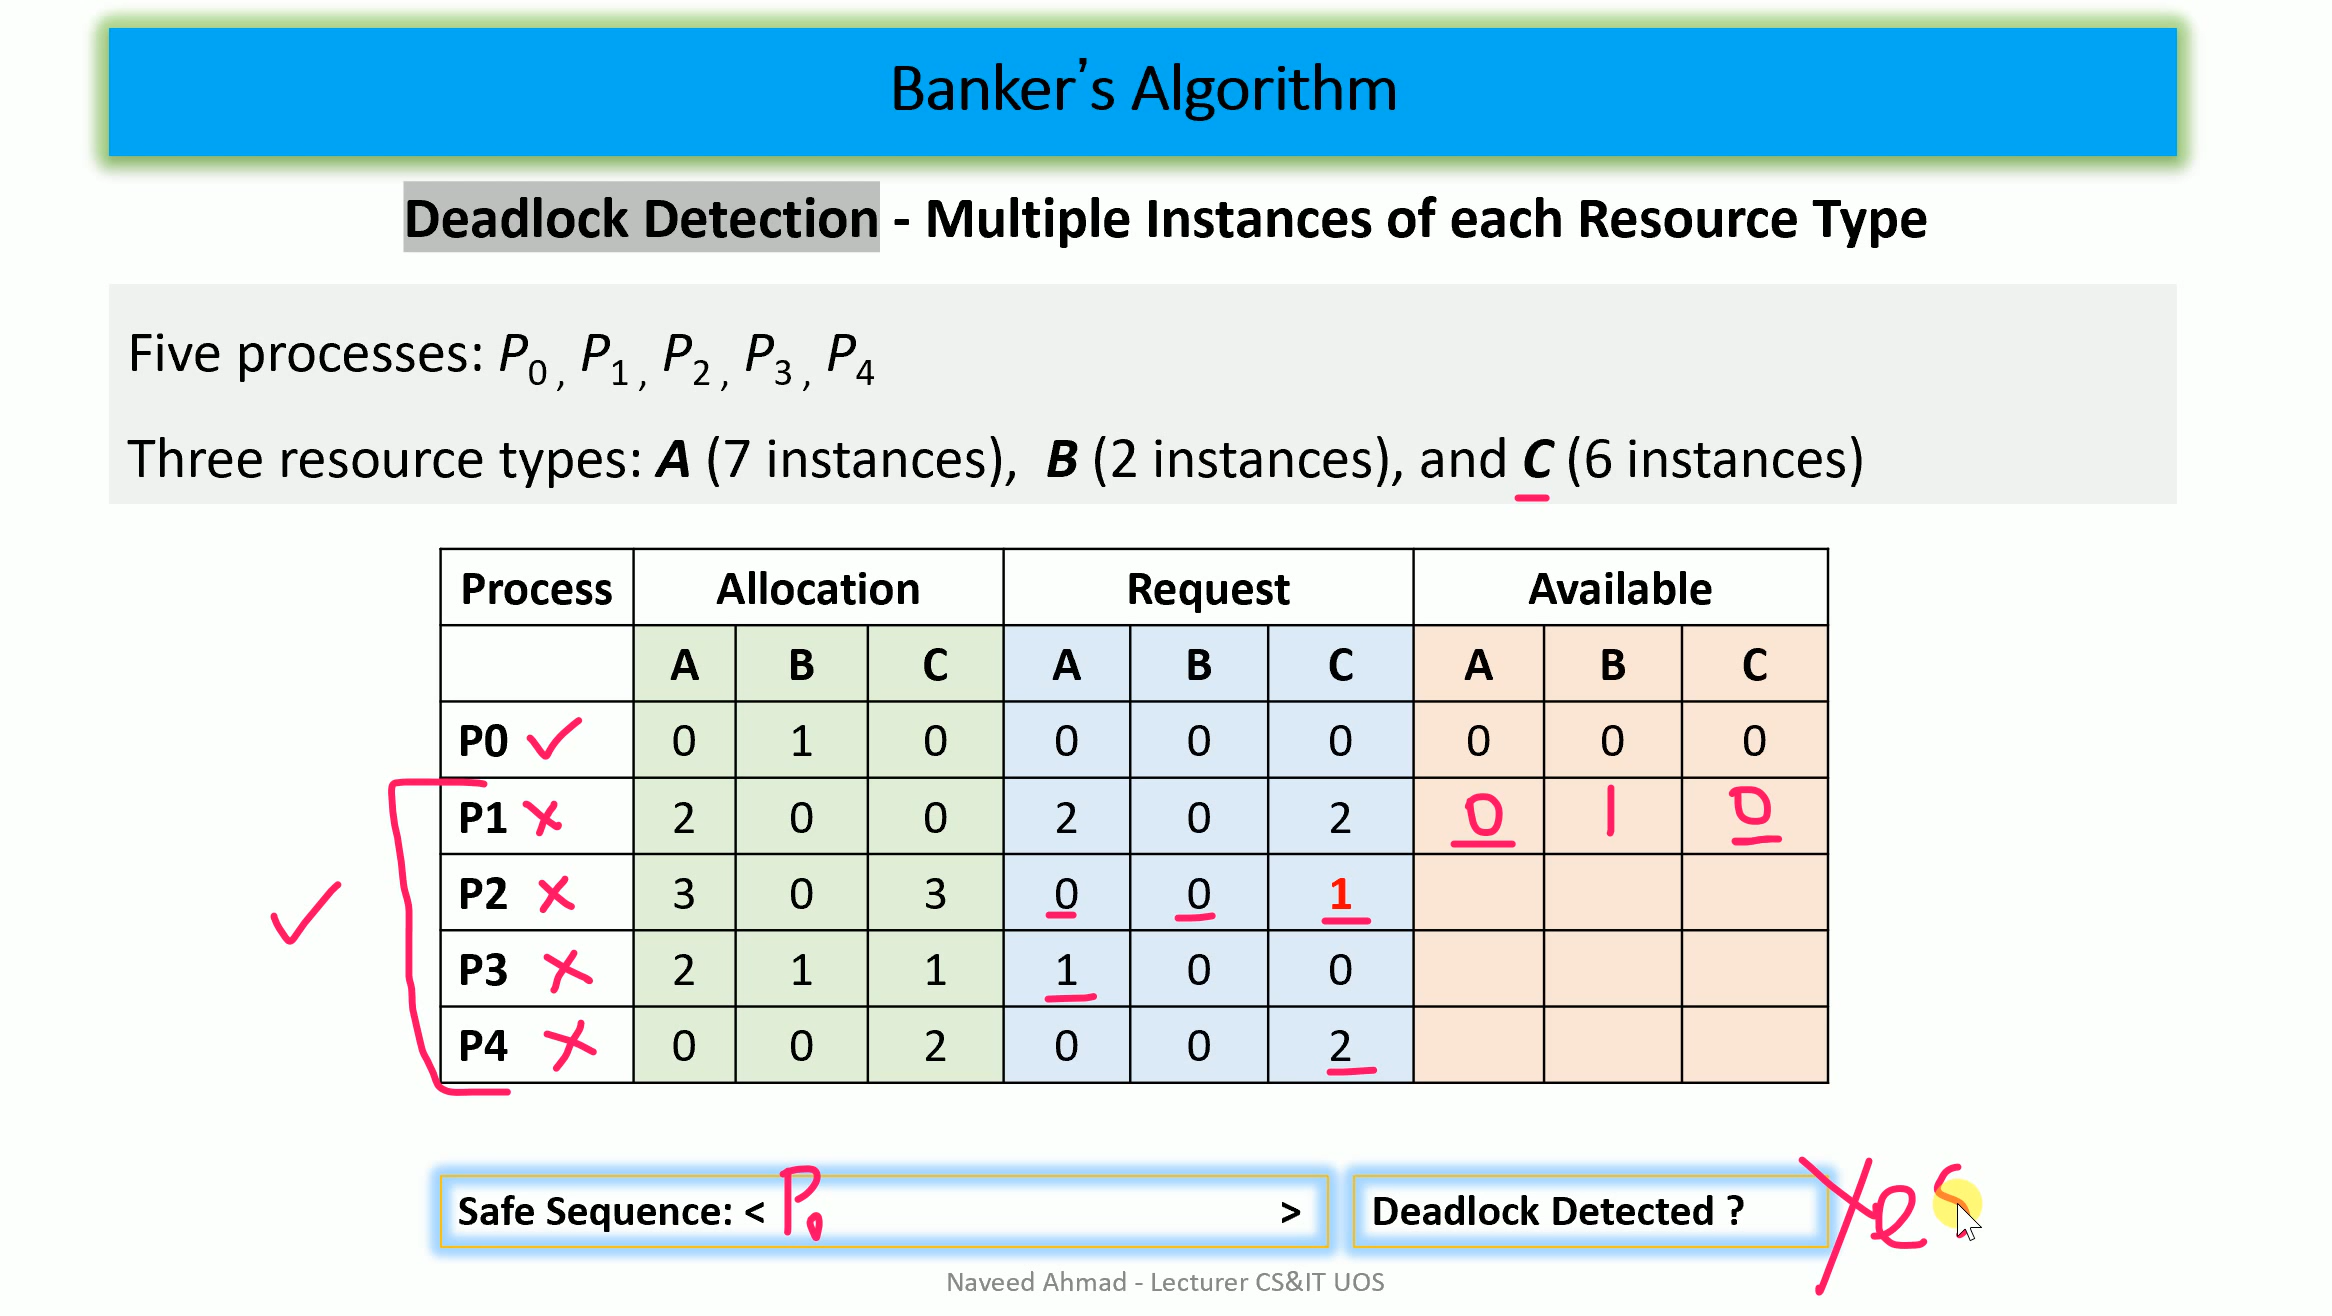 Banker’s Algorithm
Deadlock Detection - Multiple Instances of each Resource Type
Five processes: P0 , P1 , P2 , P3 , P4
Three resource types: A (7 instances), B (2 instances), and C (6 instances)
Process Allocation Request Available
A B C A B C A B C
P0 0 1 0 0 0 0 0 0 0
P1 2 0 0 2 0 2 0 1 0
P2 3 0 3 0 0 1
P3 2 1 1 1 0 0
P4 0 0 2 0 0 2
Safe Sequence: < P0 >
Deadlock Detected ? Yes
Naveed Ahmad - Lecturer CS&IT UOS